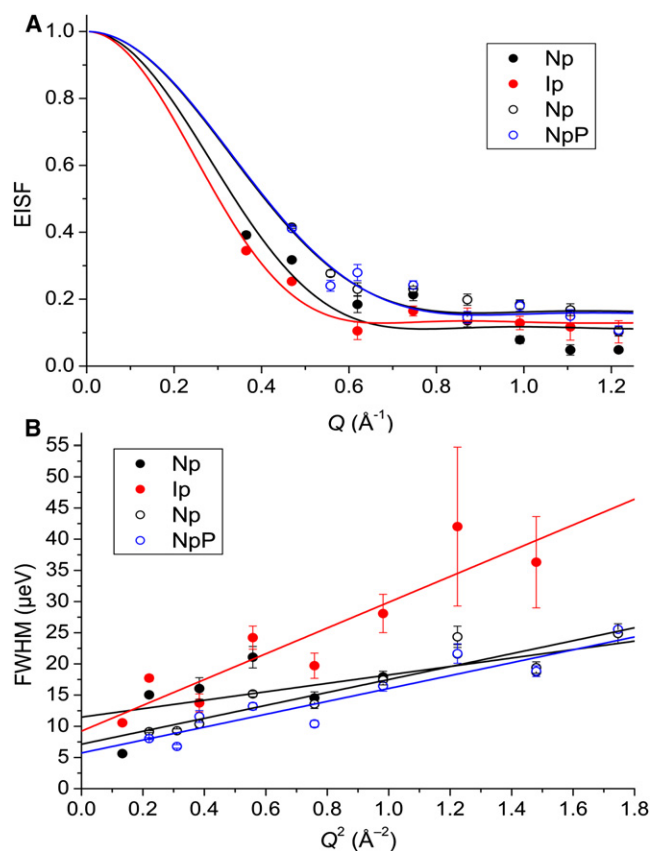 A
1.0
0.8
0.6
0.4
0.2
0.0
EISF
Np
Ip
Np
NpP
0.0 0.2 0.4 0.6 0.8 1.0 1.2
Q (Å⁻¹)
B
55
50
45
40
35
30
25
20
15
10
5
0
FWHM (µeV)
Np
Ip
Np
NpP
0.0 0.2 0.4 0.6 0.8 1.0 1.2 1.4 1.6 1.8
Q² (Å⁻²)